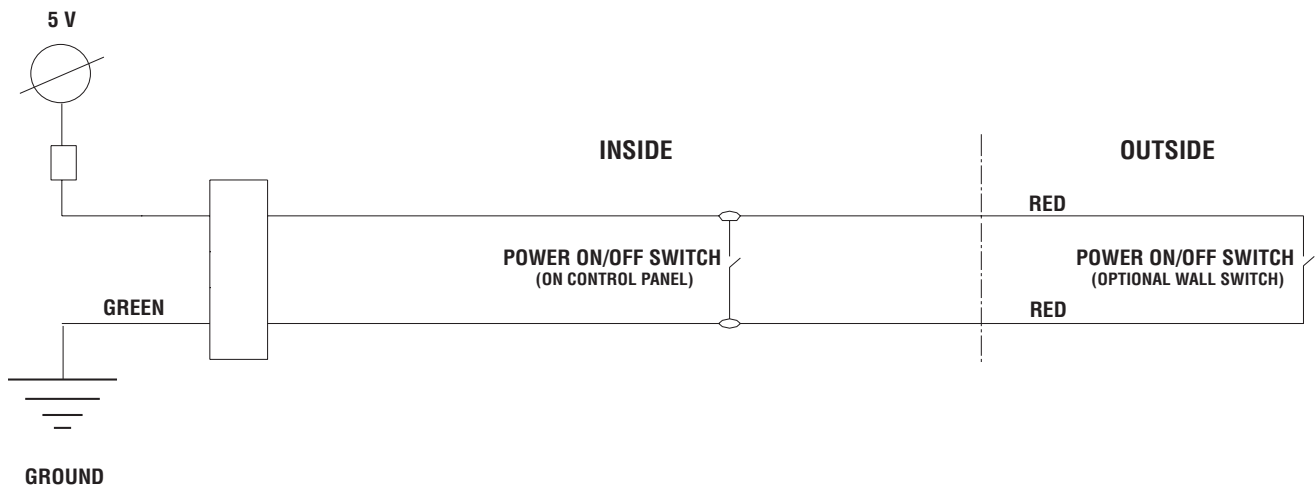 5 V
INSIDE
OUTSIDE
RED
POWER ON/OFF SWITCH
(ON CONTROL PANEL)
POWER ON/OFF SWITCH
(OPTIONAL WALL SWITCH)
GREEN
RED
GROUND